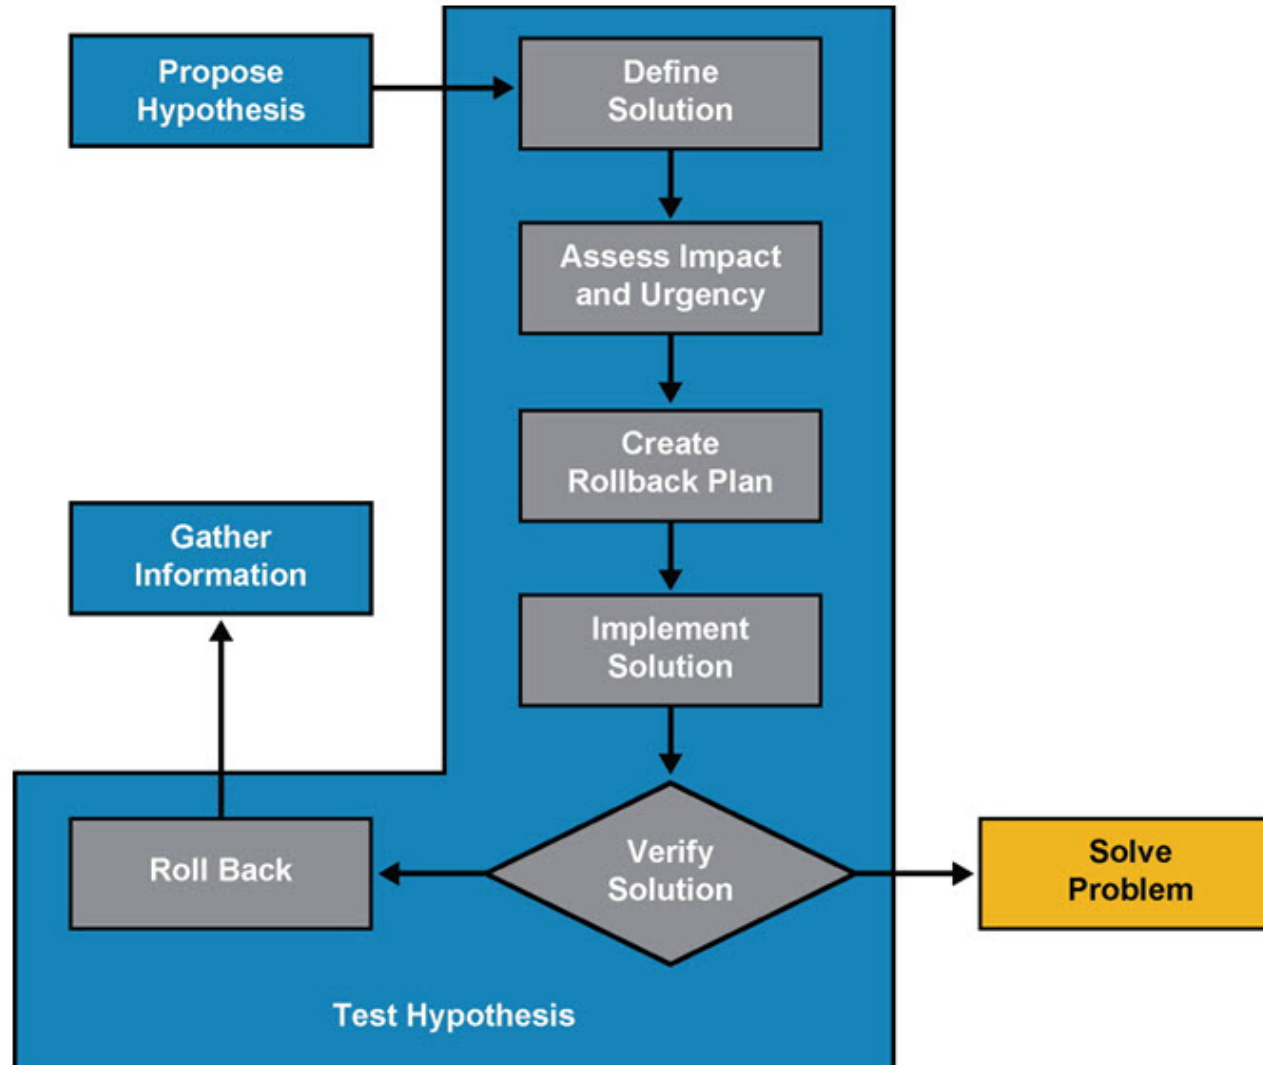 Propose
Hypothesis
Define
Solution
Assess Impact
and Urgency
Create
Rollback Plan
Gather
Information
Implement
Solution
Roll Back
Verify
Solution
Solve
Problem
Test Hypothesis